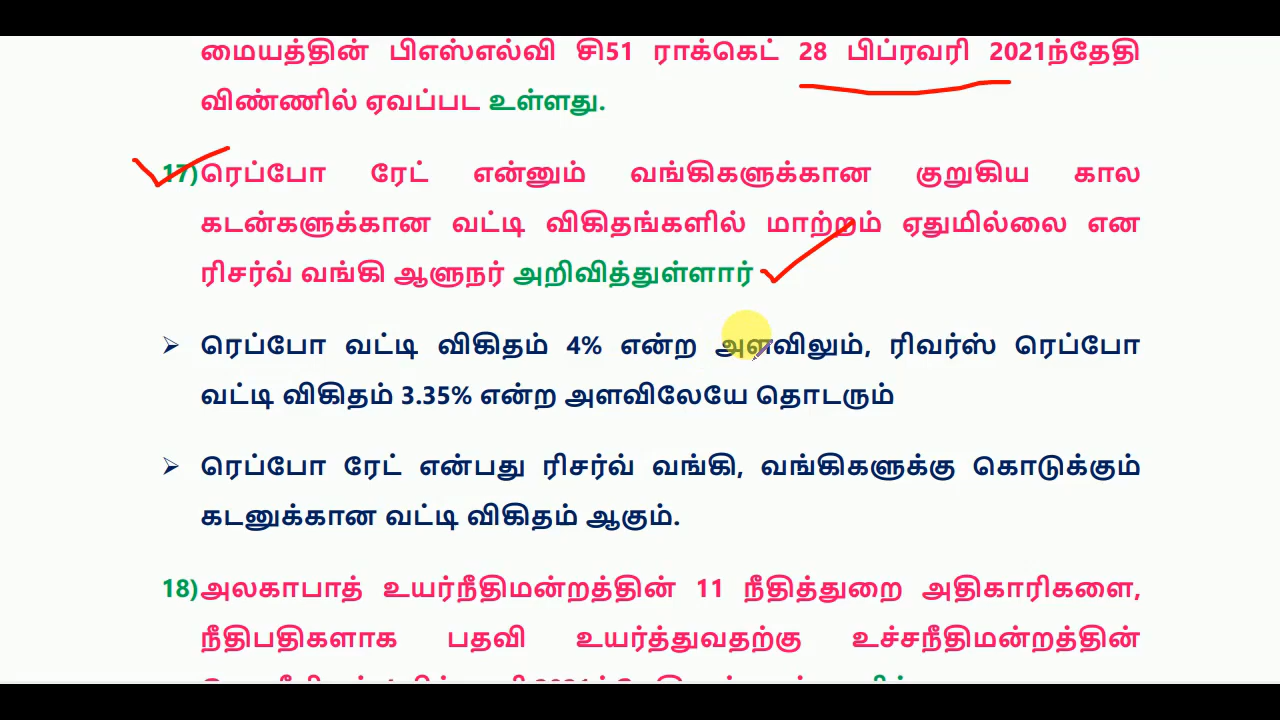 மையத்தின் பிஎஸ்எல்வி சி51 ராக்கெட் 28 பிப்ரவரி 2021ந்தேதி
விண்ணில் ஏவப்பட உள்ளது.
17)ரெப்போ ரேட் என்னும் வங்கிகளுக்கான குறுகிய கால
கடன்களுக்கான வட்டி விகிதங்களில் மாற்றம் ஏதுமில்லை என
ரிசர்வ் வங்கி ஆளுநர் அறிவித்துள்ளார்
➢ ரெப்போ வட்டி விகிதம் 4% என்ற அளவிலும், ரிவர்ஸ் ரெப்போ
வட்டி விகிதம் 3.35% என்ற அளவிலேயே தொடரும்
➢ ரெப்போ ரேட் என்பது ரிசர்வ் வங்கி, வங்கிகளுக்கு கொடுக்கும்
கடனுக்கான வட்டி விகிதம் ஆகும்.
18)அலகாபாத் உயர்நீதிமன்றத்தின் 11 நீதித்துறை அதிகாரிகளை,
நீதிபதிகளாக பதவி உயர்த்துவதற்கு உச்சநீதிமன்றத்தின்